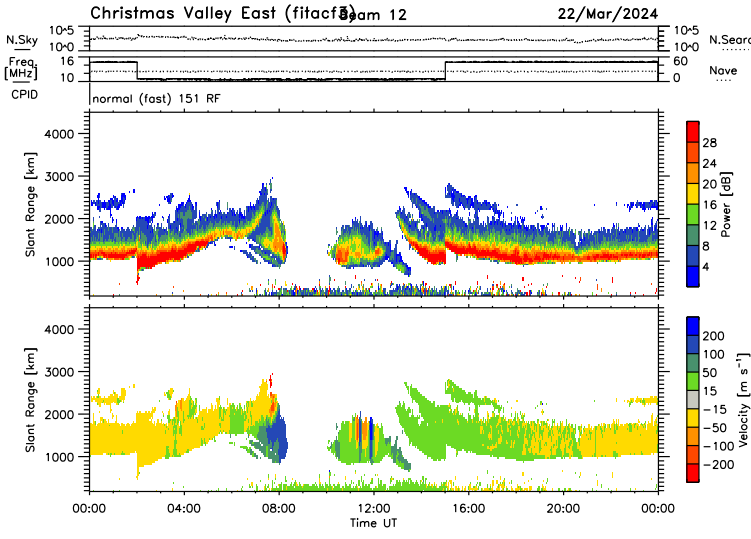 Christmas Valley East (fitacf3) Beam 12 22/Mar/2024
N.Sky 10^5 10^0 10^5 10^0 N.Searc
Freq. [MHz] 16 10 60 0 Nave
CPID normal (fast) 151 RF
Slant Range [km] 4000 3000 2000 1000
Power [dB] 28 24 20 16 12 8 4
Slant Range [km] 4000 3000 2000 1000
Velocity [m s⁻¹] 200 100 50 15 -15 -50 -100 -200
00:00 04:00 08:00 12:00 16:00 20:00 00:00
Time UT